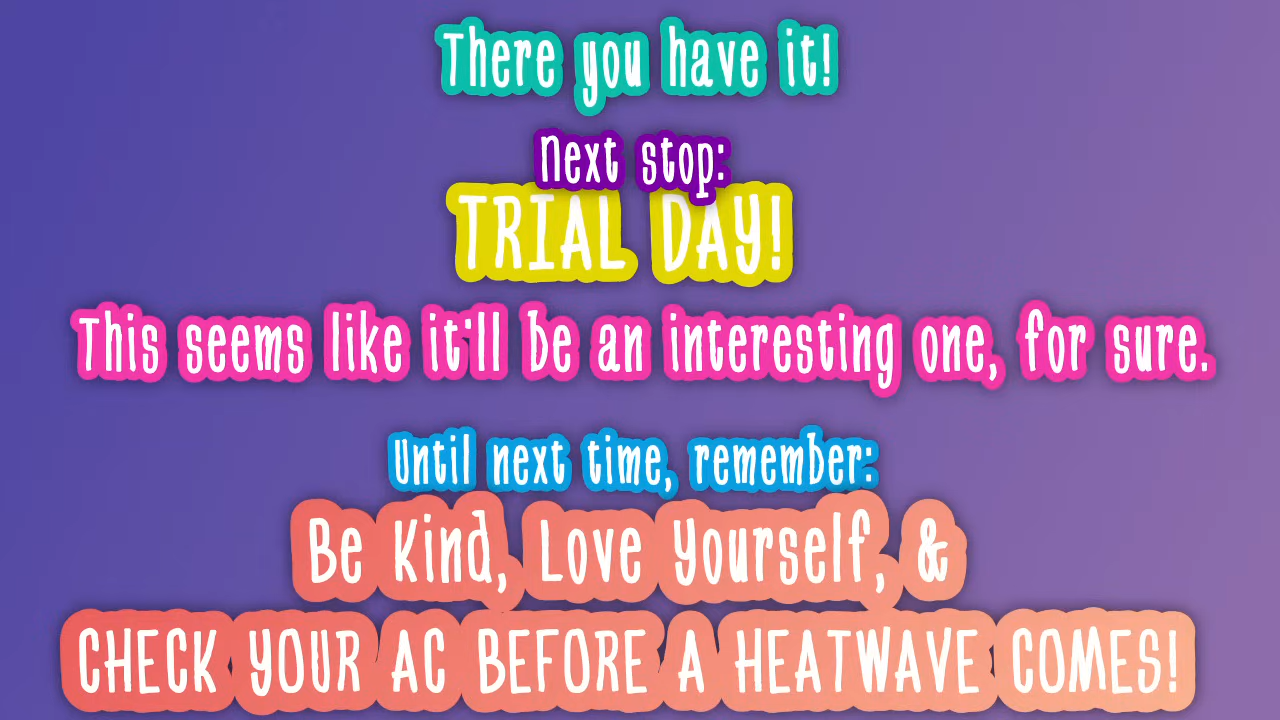 There you have it!
Next stop:
TRIAL DAY!
This seems like it'll be an interesting one, for sure.
Until next time, remember:
Be Kind, Love Yourself, &
CHECK YOUR AC BEFORE A HEATWAVE COMES!